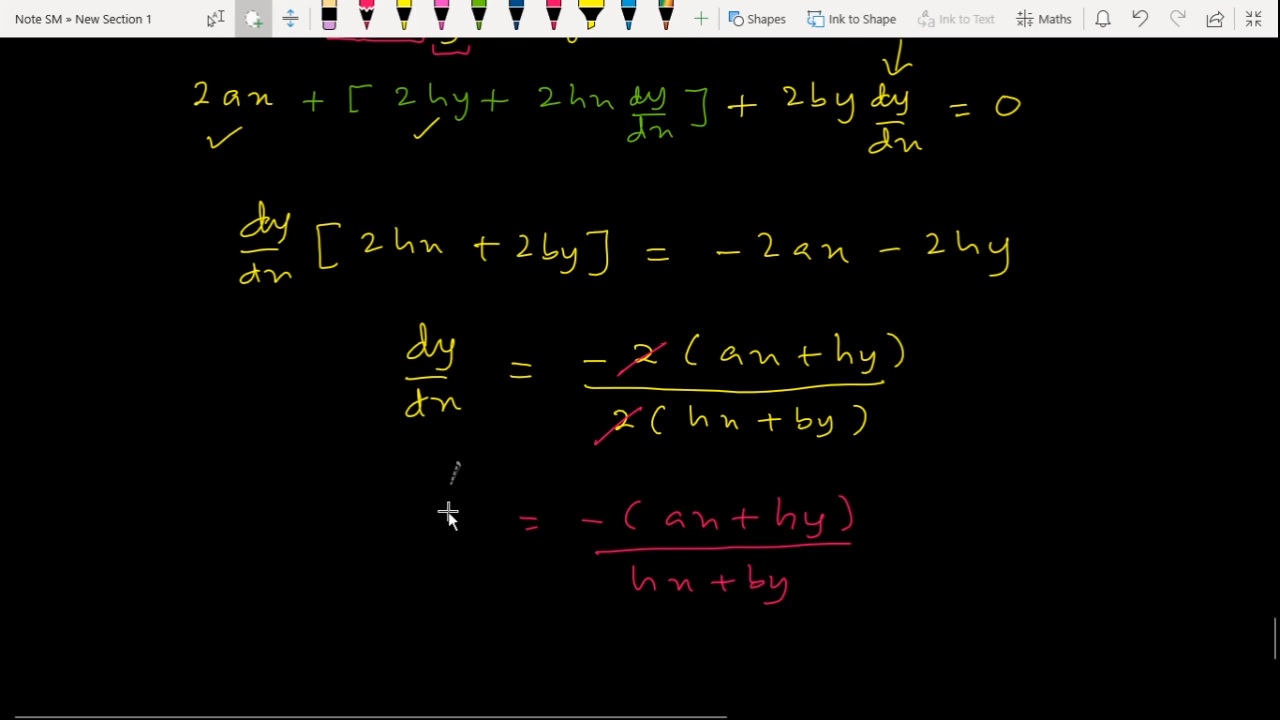 Note SM » New Section 1
Shapes Ink to Shape Ink to Text Maths
2ax + [ 2hy + 2hx dy/dx ] + 2by dy/dx = 0
dy/dx [ 2hx + 2by ] = - 2ax - 2hy
dy/dx = - 2 ( ax + hy ) / 2 ( hx + by )
= - ( ax + hy ) / hx + by